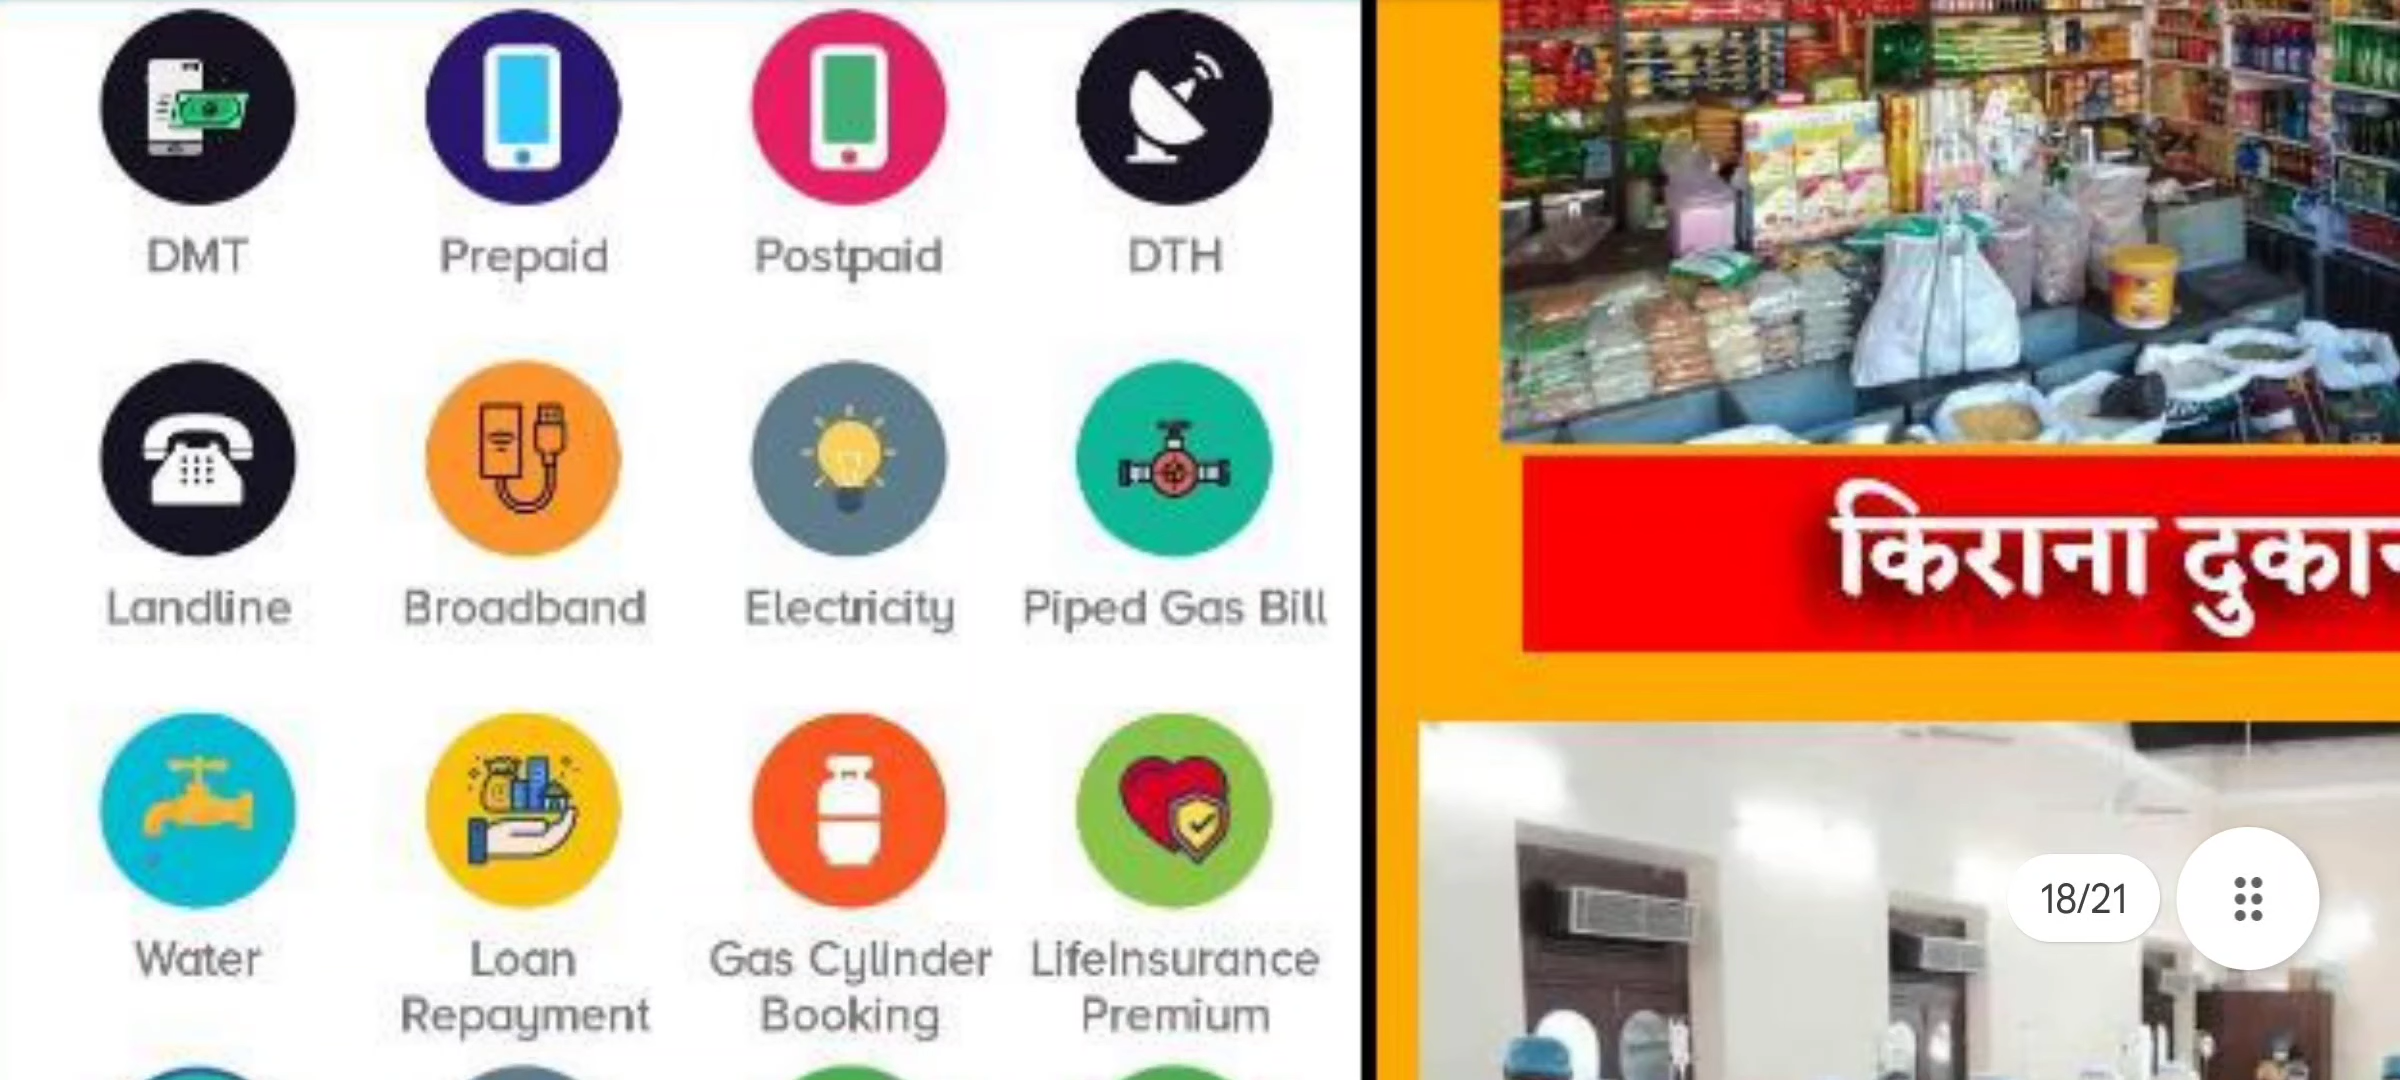 DMT
Prepaid
Postpaid
DTH
Landline
Broadband
Electricity
Piped Gas Bill
Water
Loan
Repayment
Gas Cylinder
Booking
LifeInsurance
Premium
किराना दुकान
18/21